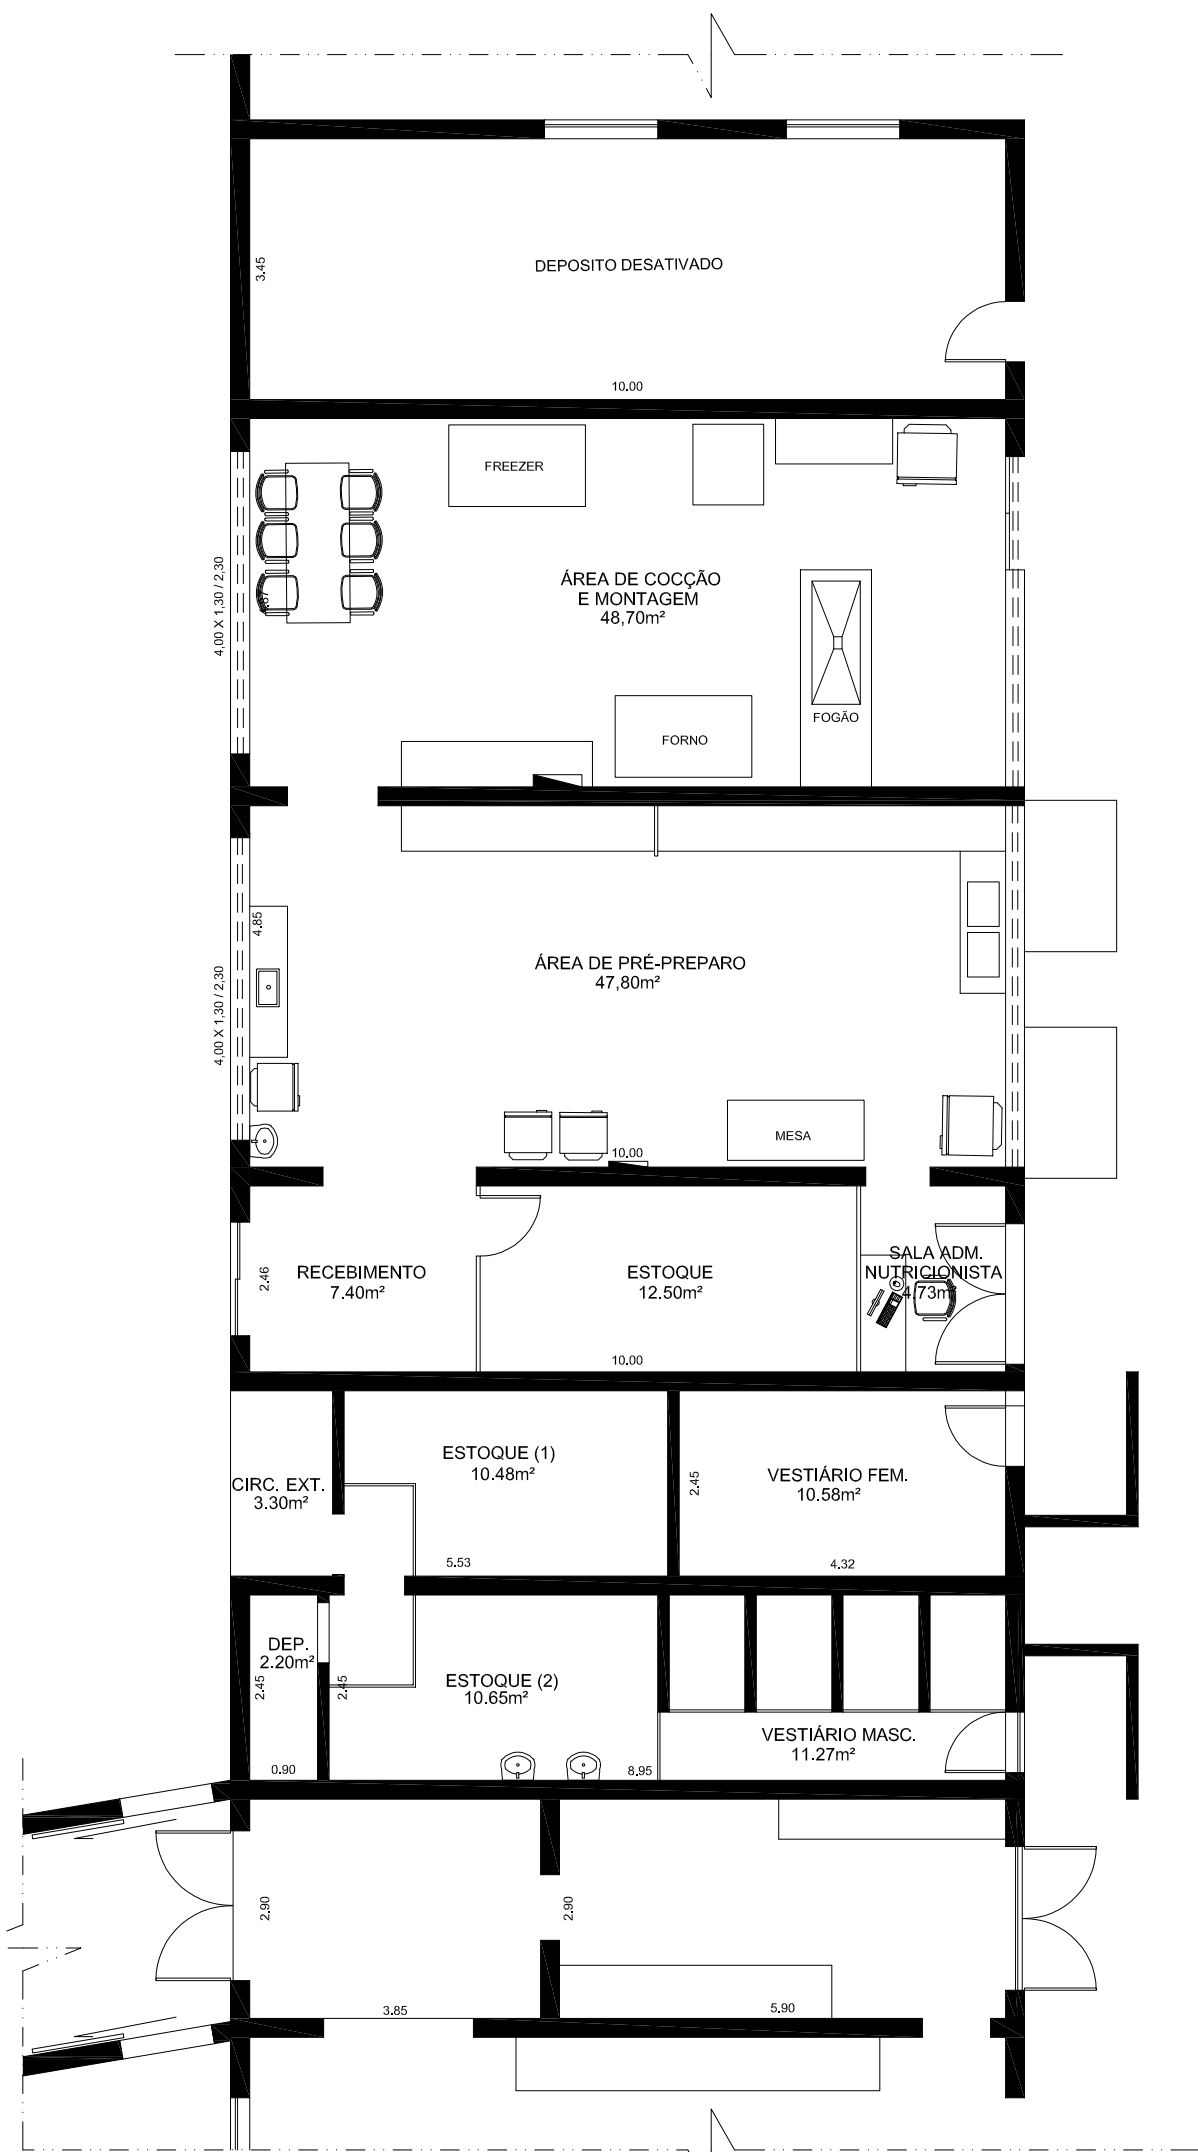 3.45
DEPOSITO DESATIVADO
10.00
FREEZER
4,00 X 1,30 / 2,30
ÁREA DE COCÇÃO
E MONTAGEM
48,70m²
FOGÃO
FORNO
4.85
ÁREA DE PRÉ-PREPARO
47,80m²
4,00 X 1,30 / 2,30
MESA
10.00
2.46
RECEBIMENTO
7.40m²
ESTOQUE
12.50m²
SALA ADM.
NUTRICIONISTA
4.73m²
10.00
ESTOQUE (1)
10.48m²
CIRC. EXT.
3.30m²
2.45
VESTIÁRIO FEM.
10.58m²
5.53
4.32
DEP.
2.20m²
2.45
2.45
ESTOQUE (2)
10.65m²
VESTIÁRIO MASC.
11.27m²
0.90
8.95
2.90
2.90
3.85
5.90